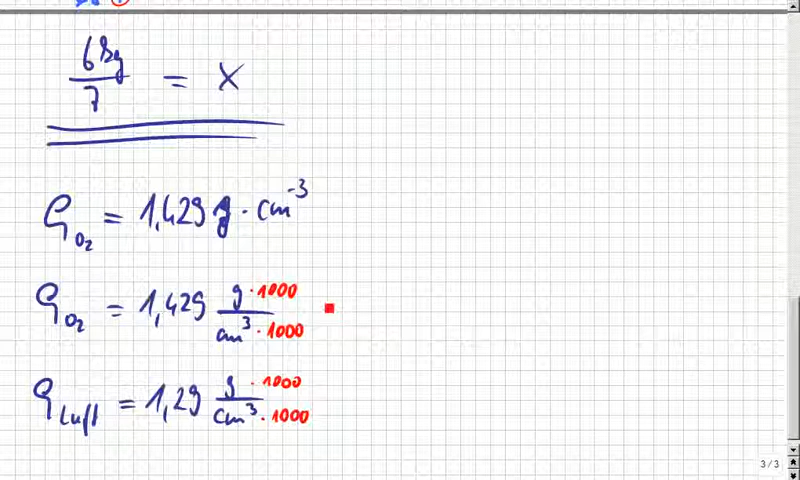 68g/7 = x
ρO₂ = 1,429 g · cm⁻³
ρO₂ = 1,429 g · 1000 / cm³ · 1000
ρLuft = 1,29 g · 1000 / cm³ · 1000
3/3